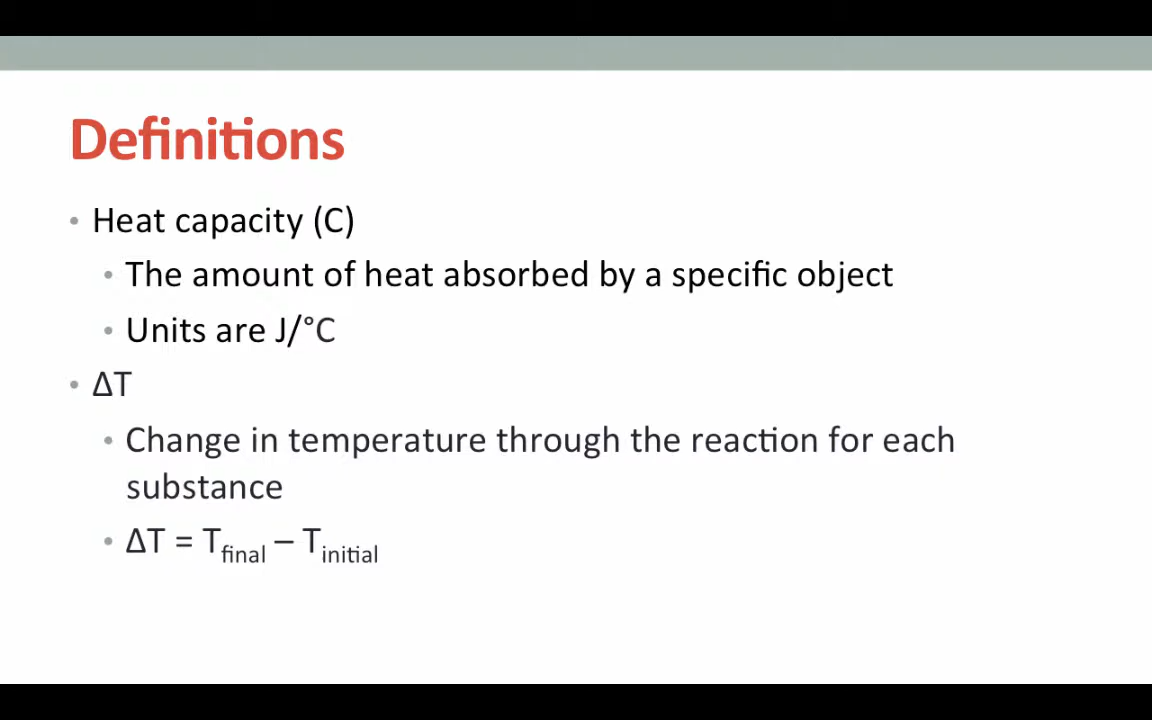 Definitions
• Heat capacity (C)
• The amount of heat absorbed by a specific object
• Units are J/°C
• ΔT
• Change in temperature through the reaction for each
substance
• ΔT = Tfinal – Tinitial